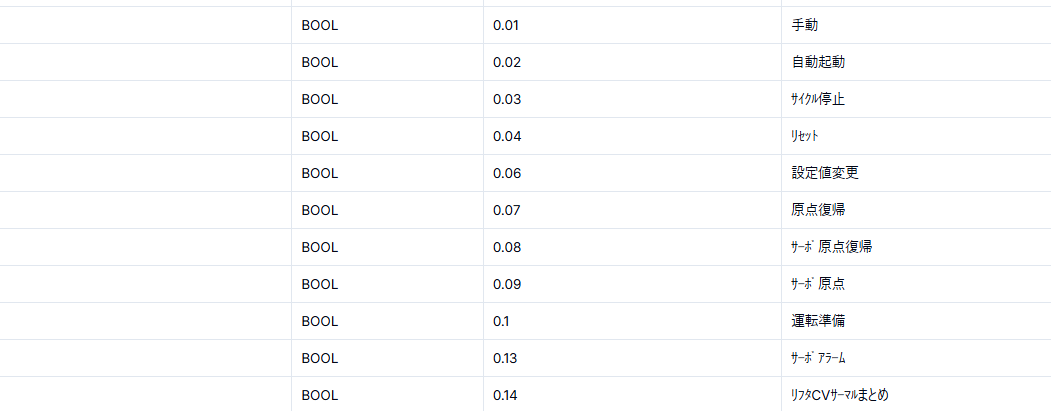 BOOL 0.01 手動
BOOL 0.02 自動起動
BOOL 0.03 ｻｲｸﾙ停止
BOOL 0.04 ﾘｾｯﾄ
BOOL 0.06 設定値変更
BOOL 0.07 原点復帰
BOOL 0.08 ｻｰﾎﾞ原点復帰
BOOL 0.09 ｻｰﾎﾞ原点
BOOL 0.1 運転準備
BOOL 0.13 ｻｰﾎﾞｱﾗｰﾑ
BOOL 0.14 ﾘﾌﾀCVｻｰﾏﾙまとめ